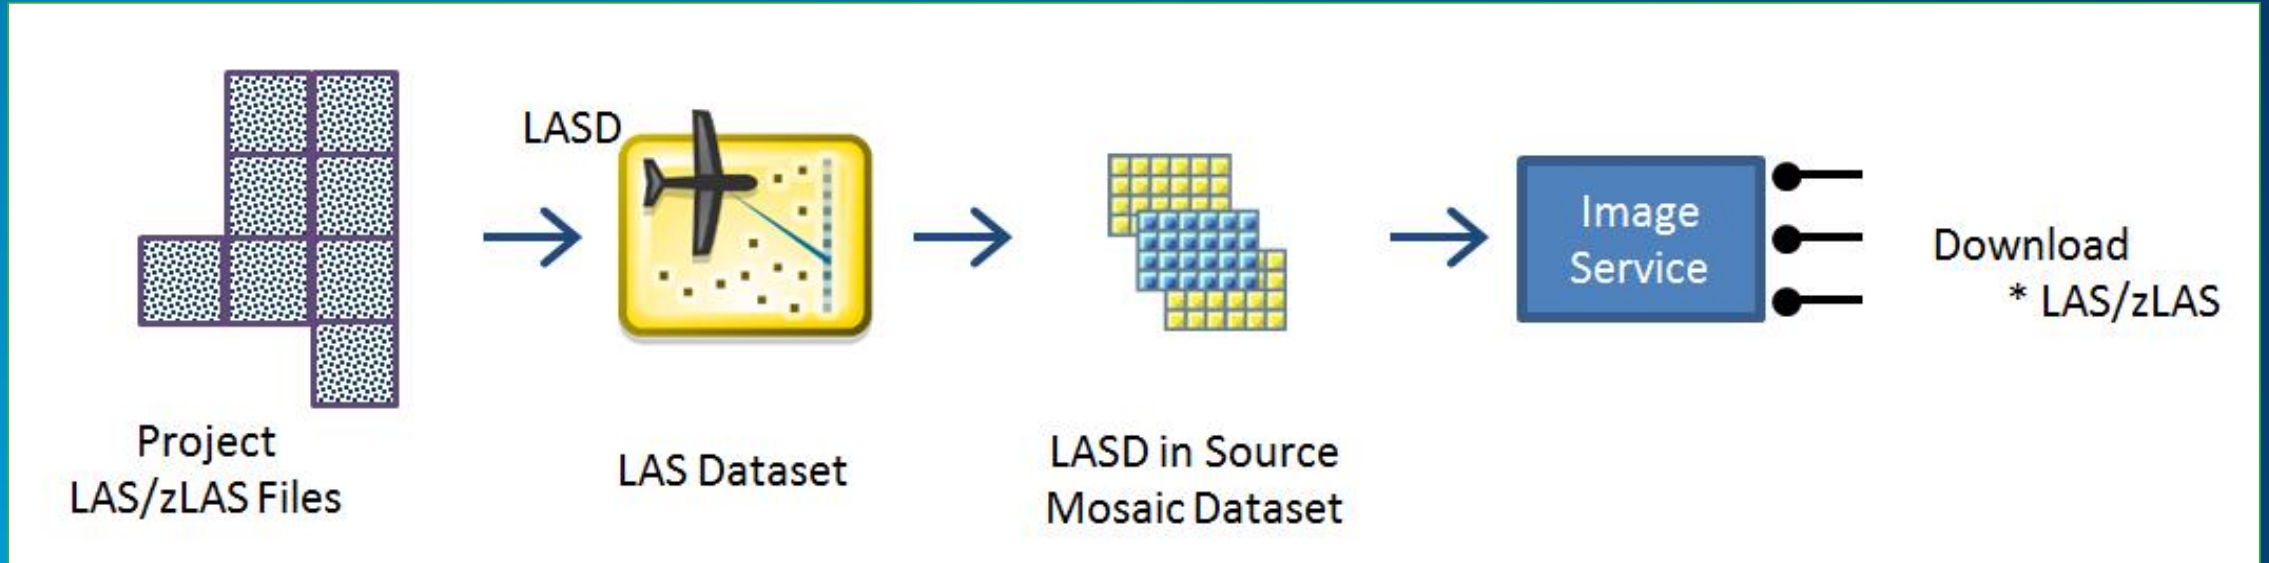 Project
LAS/zLAS Files
LASD
LAS Dataset
LASD in Source
Mosaic Dataset
Image
Service
Download
* LAS/zLAS